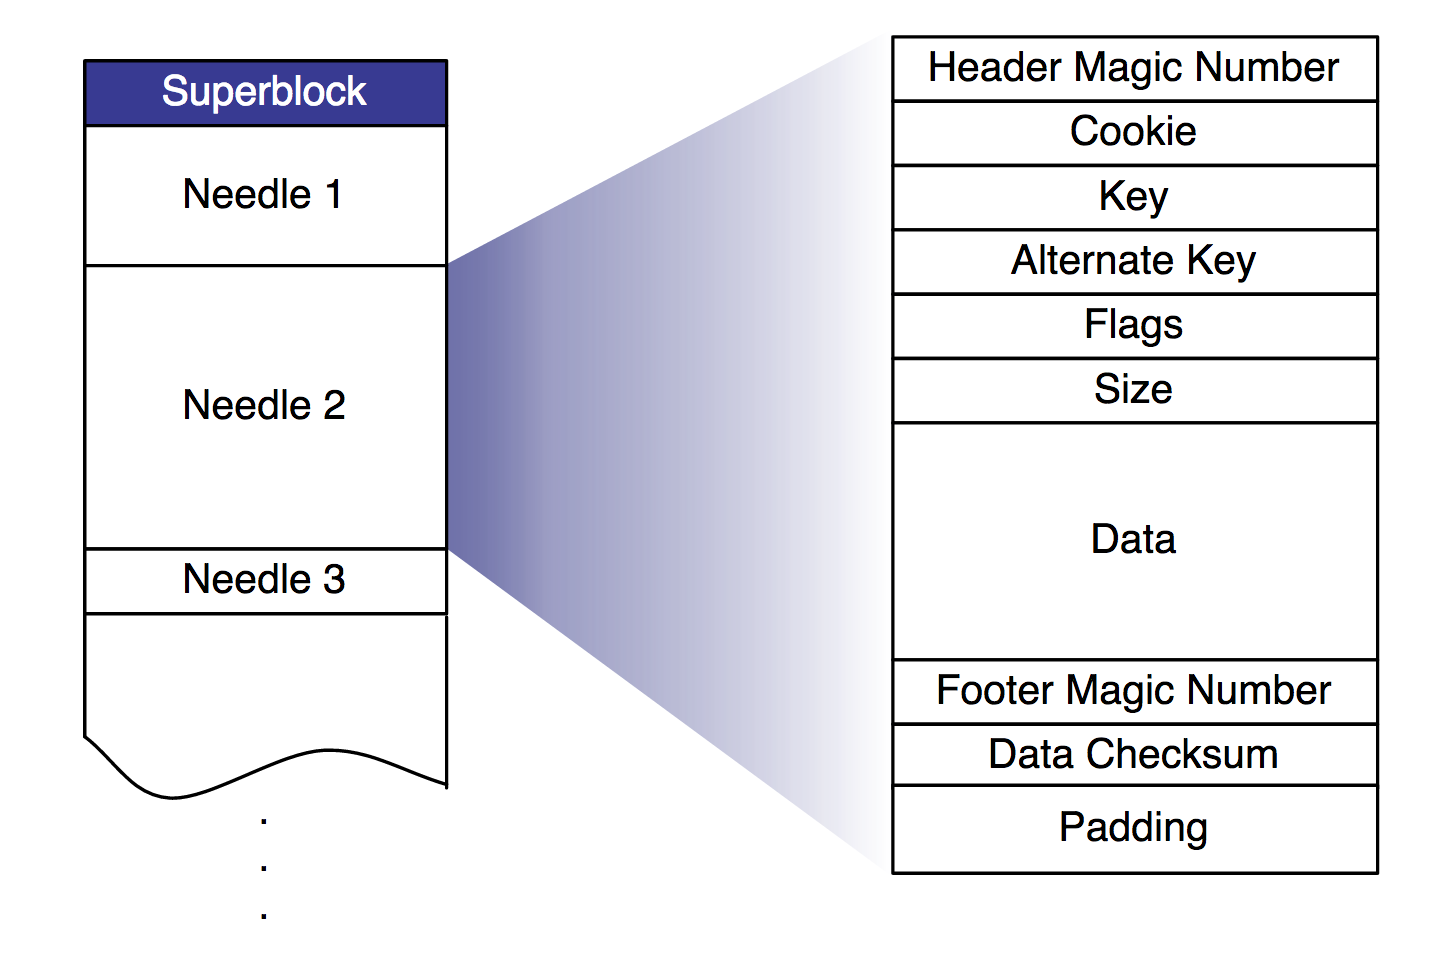 Superblock
Needle 1
Needle 2
Needle 3
.
.
.
Header Magic Number
Cookie
Key
Alternate Key
Flags
Size
Data
Footer Magic Number
Data Checksum
Padding